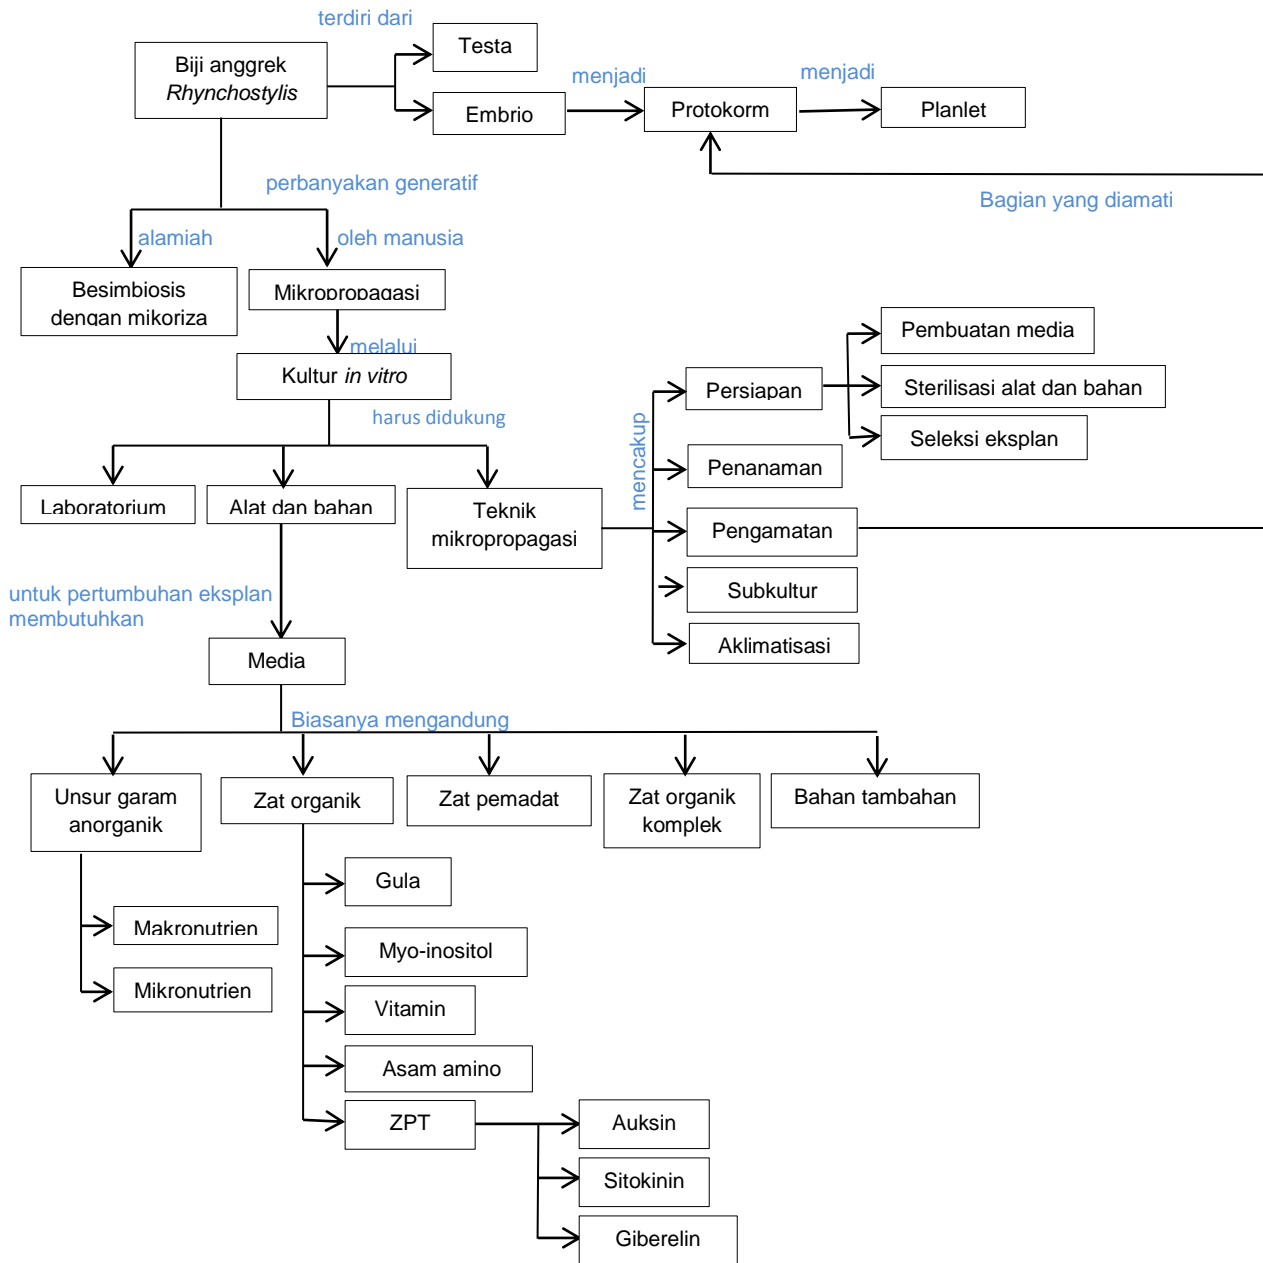 terdiri dari
Testa
Biji anggrek
Rhynchostylis
menjadi
menjadi
Embrio
Protokorm
Planlet
perbanyakan generatif
Bagian yang diamati
alamiah
oleh manusia
Besimbiosis
dengan mikoriza
Mikropropagasi
melalui
Kultur in vitro
harus didukung
Pembuatan media
Persiapan
Sterilisasi alat dan bahan
Seleksi eksplan
mencakup
Penanaman
Laboratorium
Alat dan bahan
Teknik
mikropropagasi
Pengamatan
Subkultur
Aklimatisasi
untuk pertumbuhan eksplan
membutuhkan
Media
Biasanya mengandung
Unsur garam
anorganik
Zat organik
Zat pemadat
Zat organik
komplek
Bahan tambahan
Gula
Makronutrien
Myo-inositol
Mikronutrien
Vitamin
Asam amino
ZPT
Auksin
Sitokinin
Giberelin